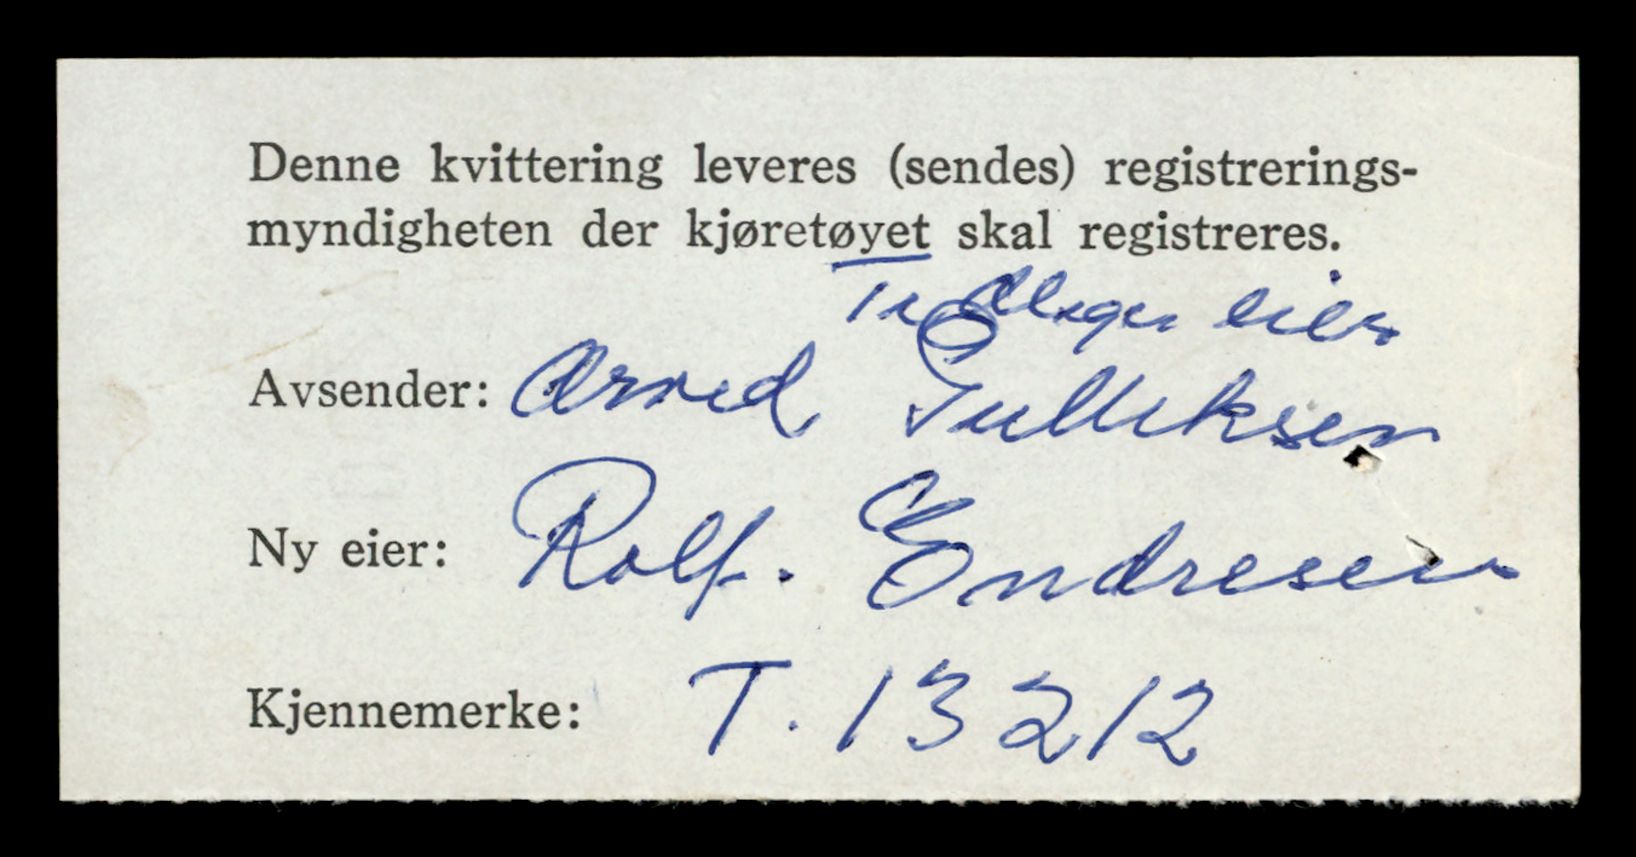 Denne kvittering leveres (sendes) registrerings-
myndigheten der kjøretøyet skal registreres.
Tidligere eier
Avsender: Arvid Gulliksen
Ny eier: Rolf. Endresen
Kjennemerke: T. 13212